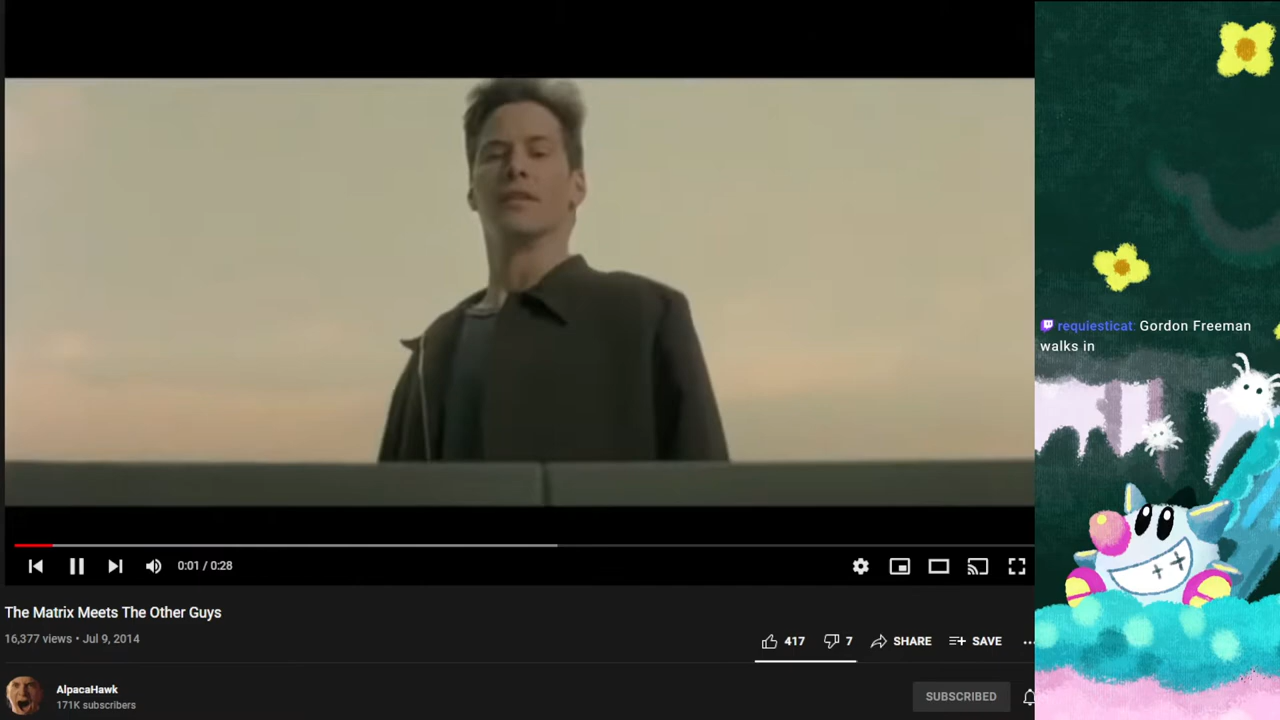 requiesticat: Gordon Freeman
walks in
0:01 / 0:28
The Matrix Meets The Other Guys
16,377 views • Jul 9, 2014
417
7
SHARE
SAVE
AlpacaHawk
171K subscribers
SUBSCRIBED